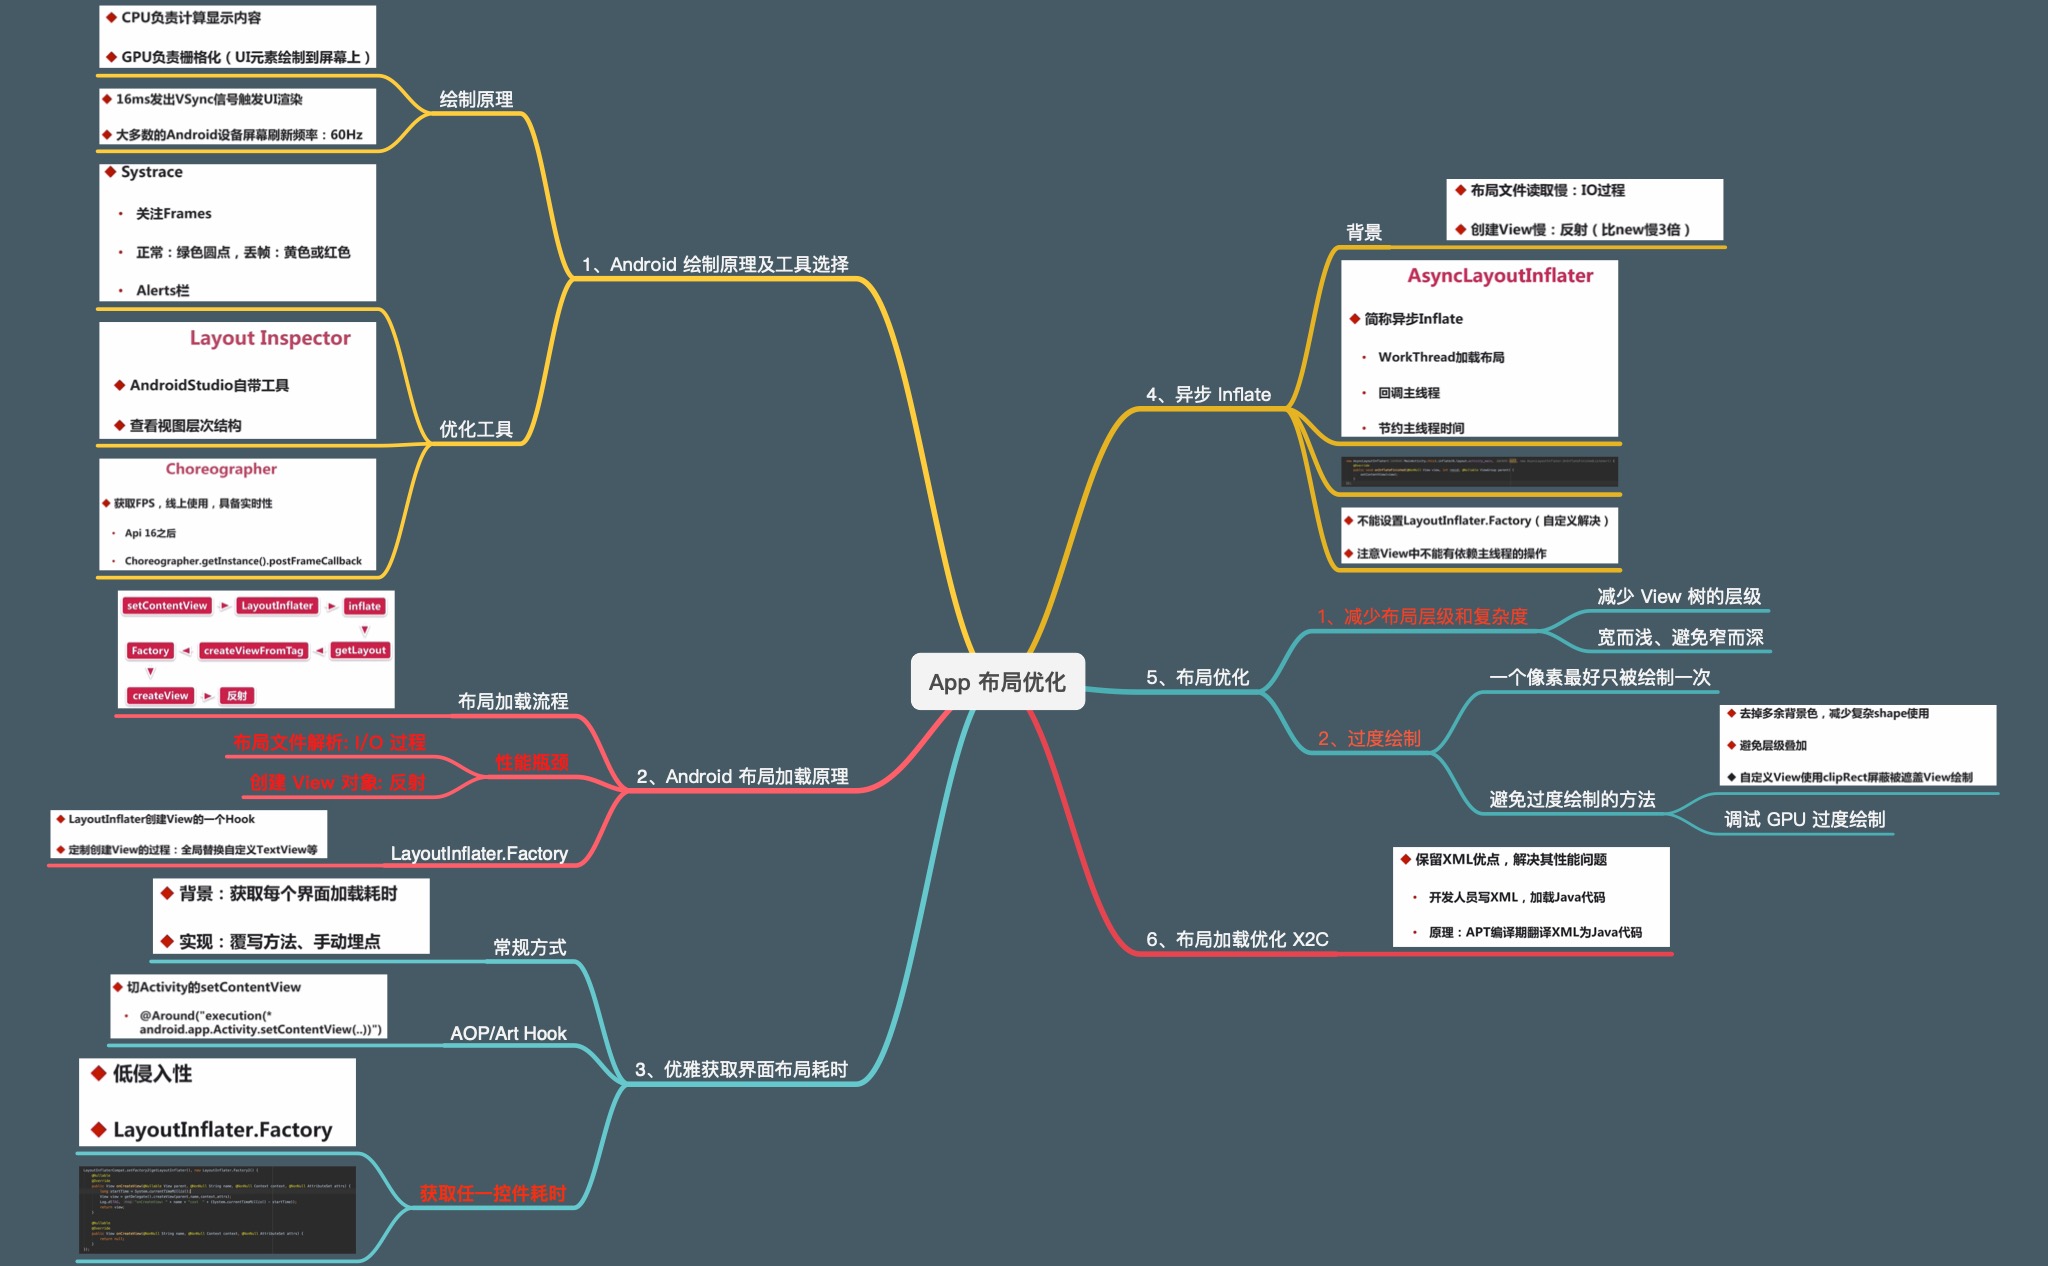 App 布局优化
1、Android 绘制原理及工具选择
绘制原理
CPU负责计算显示内容
GPU负责栅格化（UI元素绘制到屏幕上）
16ms发出VSync信号触发UI渲染
大多数的Android设备屏幕刷新频率：60Hz
优化工具
Systrace
关注Frames
正常：绿色圆点，丢帧：黄色或红色
Alerts栏
Layout Inspector
AndroidStudio自带工具
查看视图层次结构
Choreographer
获取FPS，线上使用，具备实时性
Api 16之后
Choreographer.getInstance().postFrameCallback
2、Android 布局加载原理
布局加载流程
setContentView
LayoutInflater
inflate
getLayout
createViewFromTag
Factory
createView
反射
性能瓶颈
布局文件解析: I/O 过程
创建 View 对象: 反射
LayoutInflater.Factory
LayoutInflater创建View的一个Hook
定制创建View的过程：全局替换自定义TextView等
3、优雅获取界面布局耗时
常规方式
背景：获取每个界面加载耗时
实现：覆写方法、手动埋点
AOP/Art Hook
切Activity的setContentView
@Around("execution(*
android.app.Activity.setContentView(..))")
获取任一控件耗时
低侵入性
LayoutInflater.Factory
4、异步 Inflate
背景
布局文件读取慢：IO过程
创建View慢：反射（比new慢3倍）
AsyncLayoutInflater
简称异步Inflate
WorkThread加载布局
回调主线程
节约主线程时间
不能设置LayoutInflater.Factory（自定义解决）
注意View中不能有依赖主线程的操作
5、布局优化
1、减少布局层级和复杂度
减少 View 树的层级
宽而浅、避免窄而深
2、过度绘制
一个像素最好只被绘制一次
避免过度绘制的方法
去掉多余背景色，减少复杂shape使用
避免层级叠加
自定义View使用clipRect屏蔽被遮盖View绘制
调试 GPU 过度绘制
6、布局加载优化 X2C
保留XML优点，解决其性能问题
开发人员写XML，加载Java代码
原理：APT编译期翻译XML为Java代码